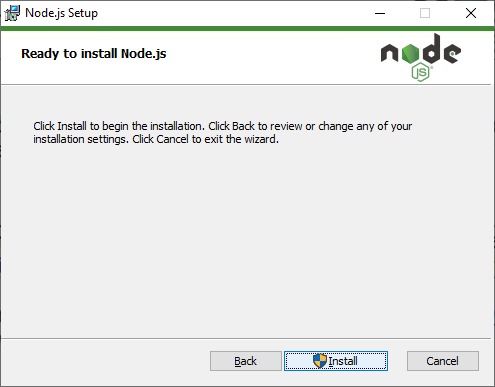 Node.js Setup
Ready to install Node.js
node
JS
Click Install to begin the installation. Click Back to review or change any of your
installation settings. Click Cancel to exit the wizard.
Back
Install
Cancel